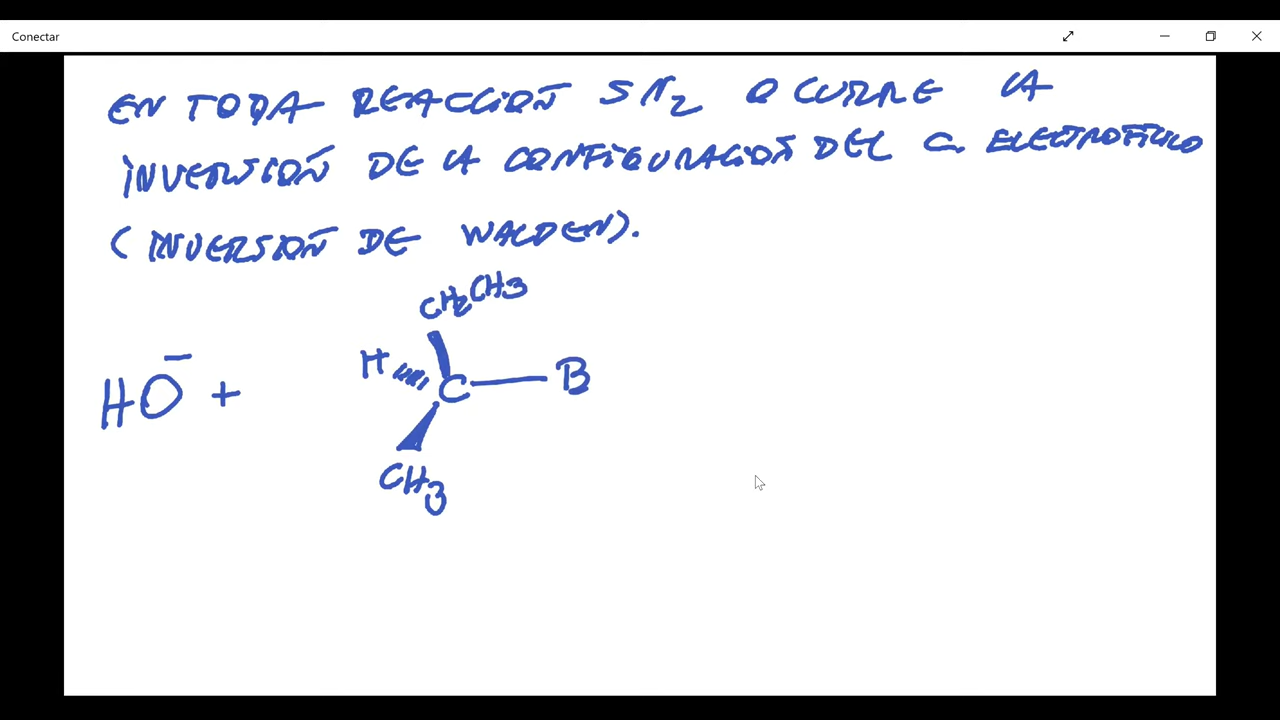 Conectar
EN TODA REACCIÓN SN2 OCURRE LA
INVERSIÓN DE LA CONFIGURACIÓN DEL C. ELECTROFÍLICO
(INVERSIÓN DE WALDEN).
CH2CH3
HO⁻ + H C B
CH3